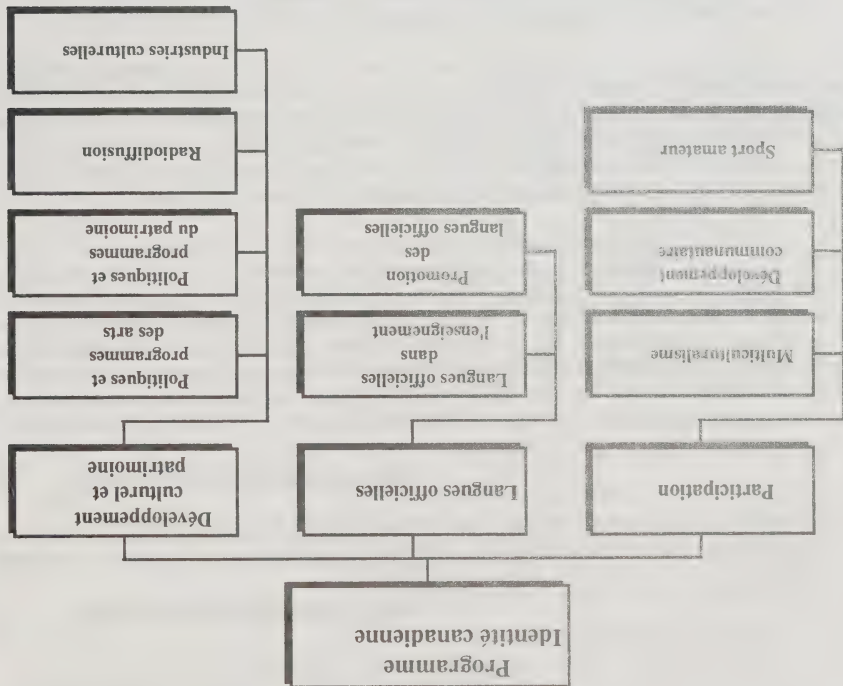 Programme
Identité canadienne
Participation
Multiculturalisme
Développement
communautaire
Sport amateur
Langues officielles
Langues officielles
dans
l'enseignement
Promotion
des
langues officielles
Développement
culturel et
patrimoine
Politiques et
programmes
des arts
Politiques et
programmes
du patrimoine
Radiodiffusion
Industries culturelles